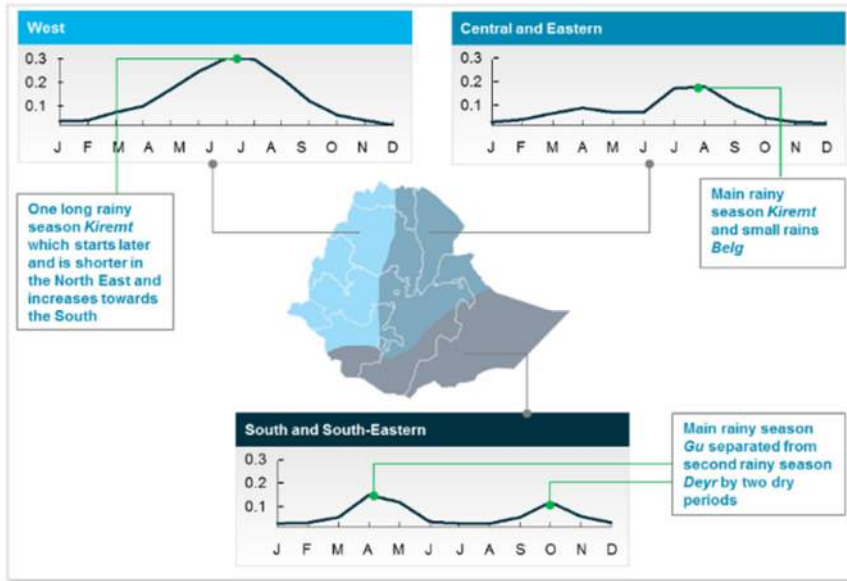 West
0.3
0.2
0.1
J F M A M J J A S O N D
One long rainy
season Kiremt
which starts later
and is shorter in
the North East and
increases towards
the South
Central and Eastern
0.3
0.2
0.1
J F M A M J J A S O N D
Main rainy
season Kiremt
and small rains
Belg
South and South-Eastern
0.3
0.2
0.1
J F M A M J J A S O N D
Main rainy season
Gu separated from
second rainy season
Deyr by two dry
periods